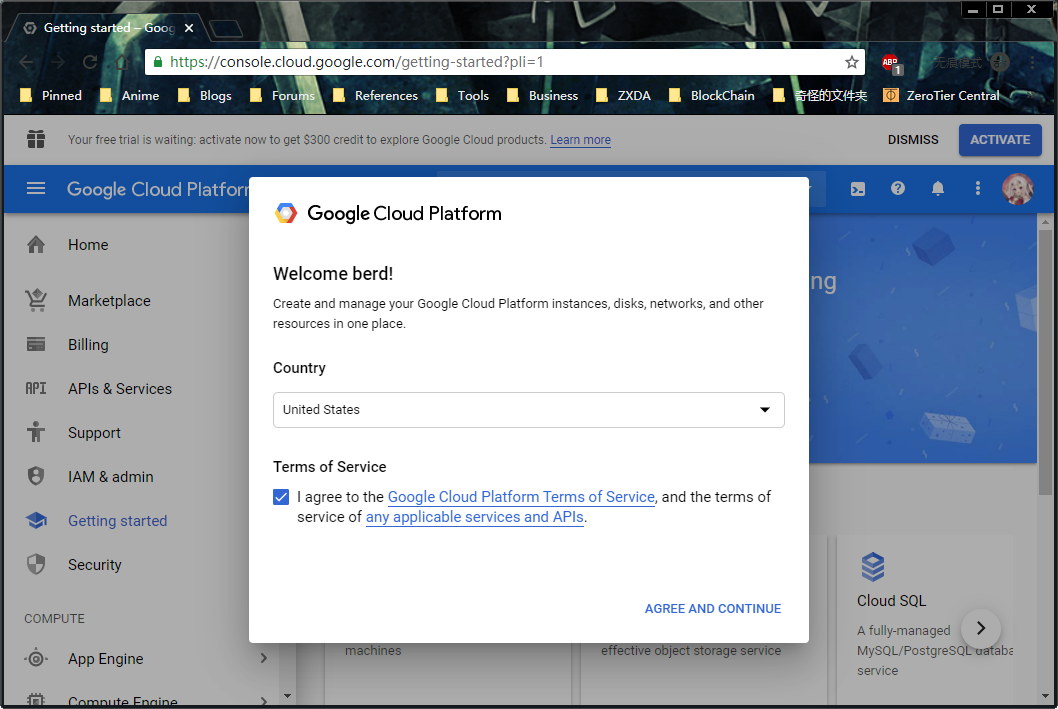 Getting started – Goog
https://console.cloud.google.com/getting-started?pli=1
ABP
1
无痕模式
Pinned
Anime
Blogs
Forums
References
Tools
Business
ZXDA
BlockChain
奇怪的文件夹
ZeroTier Central
Your free trial is waiting: activate now to get $300 credit to explore Google Cloud products. Learn more
DISMISS
ACTIVATE
Google Cloud Platform
Home
Marketplace
Billing
API
APIs & Services
Support
IAM & admin
Getting started
Security
COMPUTE
App Engine
Compute Engine
Google Cloud Platform
Welcome berd!
Create and manage your Google Cloud Platform instances, disks, networks, and other
resources in one place.
Country
United States
Terms of Service
I agree to the Google Cloud Platform Terms of Service, and the terms of
service of any applicable services and APIs.
AGREE AND CONTINUE
ng
machines
effective object storage service
Cloud SQL
A fully-managed
MySQL/PostgreSQL databa
service